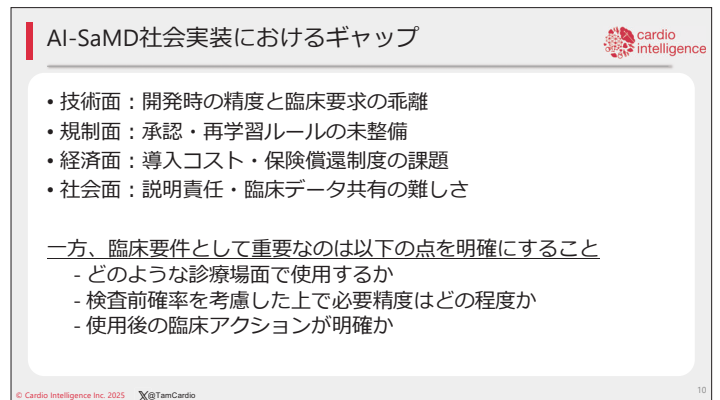 AI-SaMD社会実装におけるギャップ
cardio
intelligence
• 技術面：開発時の精度と臨床要求の乖離
• 規制面：承認・再学習ルールの未整備
• 経済面：導入コスト・保険償還制度の課題
• 社会面：説明責任・臨床データ共有の難しさ
一方、臨床要件として重要なのは以下の点を明確にすること
- どのような診療場面で使用するか
- 検査前確率を考慮した上で必要精度はどの程度か
- 使用後の臨床アクションが明確か
© Cardio Intelligence Inc. 2025 X@TamCardio
10